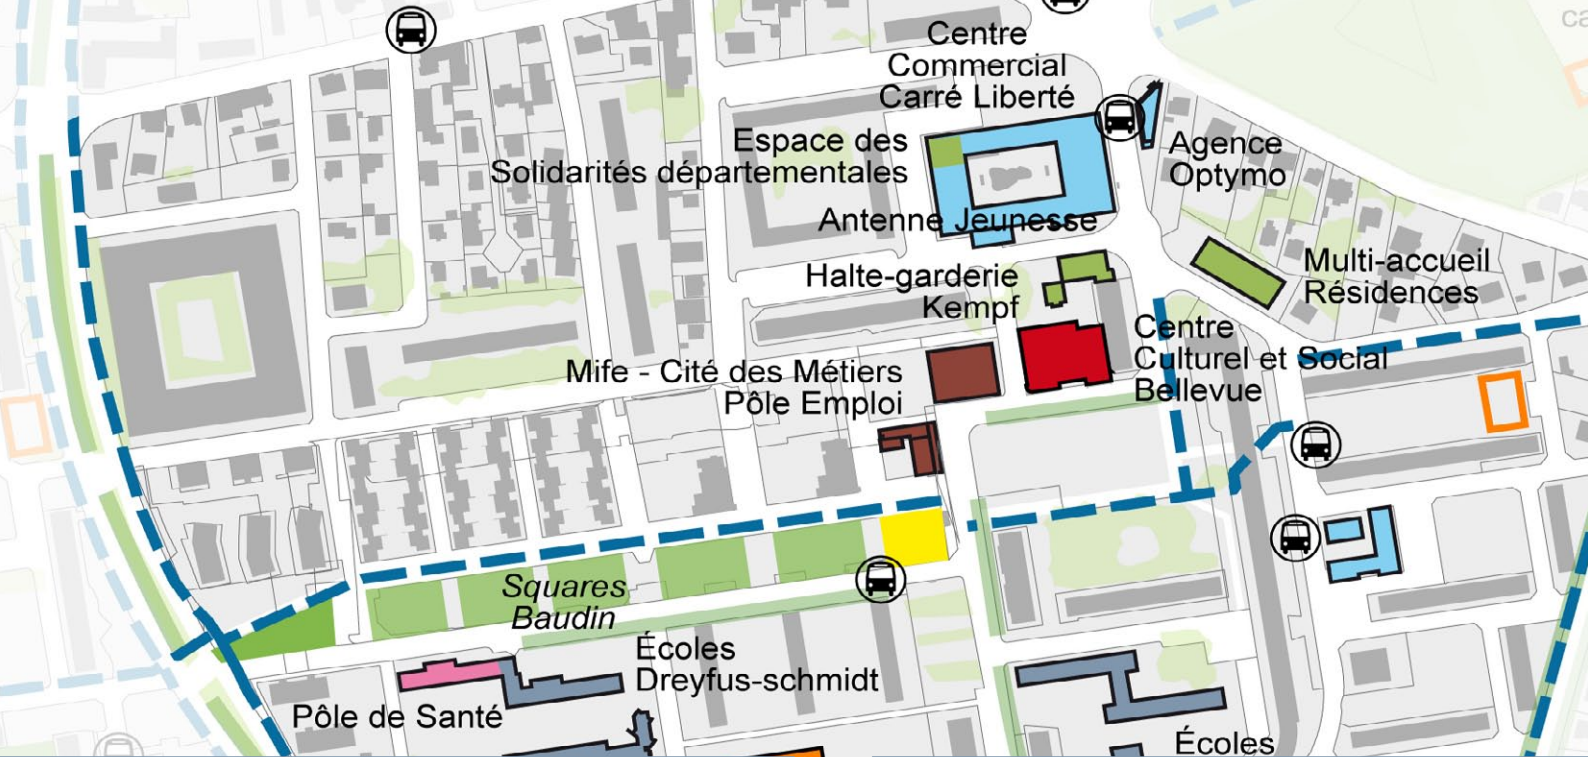 Centre
Commercial
Carré Liberté
ca
Espace des
Solidarités départementales
Agence
Optymo
Antenne Jeunesse
Halte-garderie
Kempf
Multi-accueil
Résidences
Centre
Culturel et Social
Bellevue
Mife - Cité des Métiers
Pôle Emploi
Squares
Baudin
Écoles
Dreyfus-schmidt
Pôle de Santé
Écoles